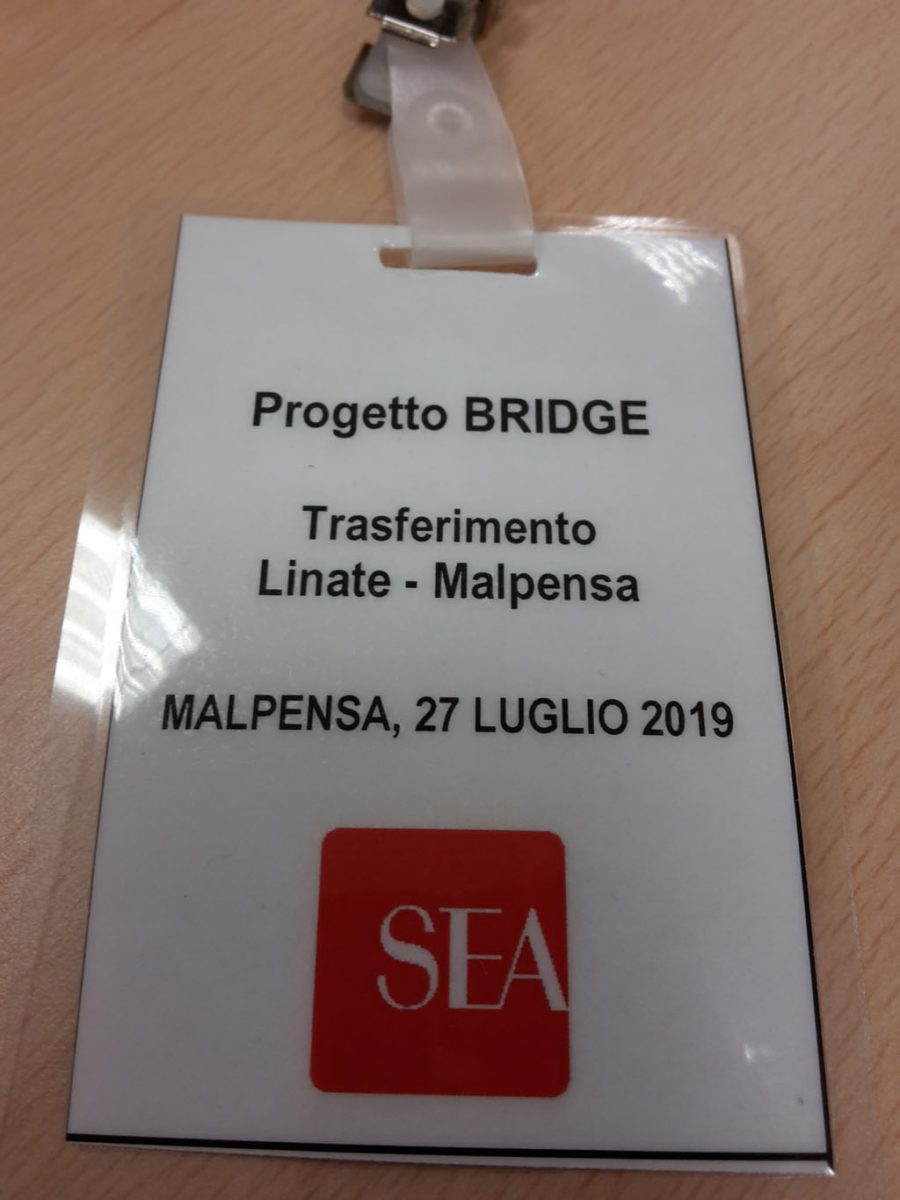 Progetto BRIDGE
Trasferimento
Linate - Malpensa
MALPENSA, 27 LUGLIO 2019
SEA